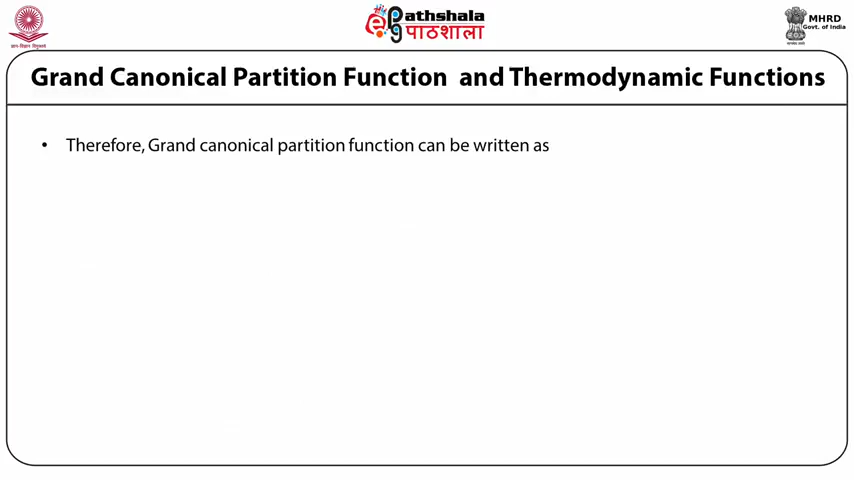 ePathshala
पाठशाला
MHRD
Govt. of India
Grand Canonical Partition Function and Thermodynamic Functions
• Therefore, Grand canonical partition function can be written as